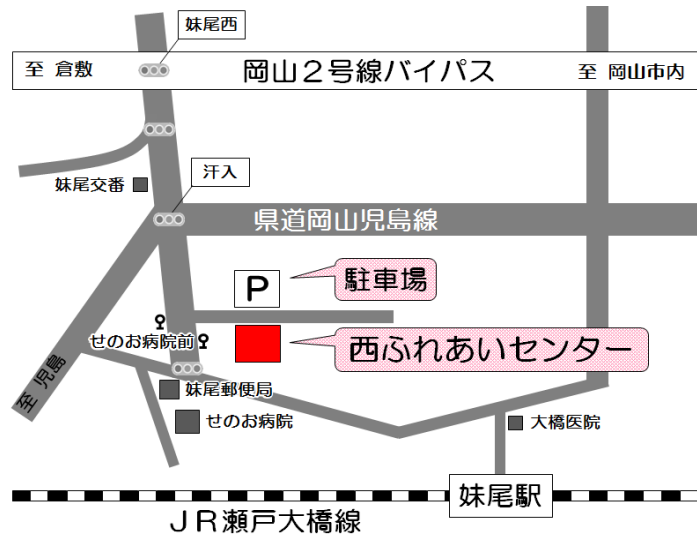 妹尾西
至 倉敷
岡山２号線バイパス
至 岡山市内
汗入
妹尾交番
県道岡山児島線
P
駐車場
せのお病院前
西ふれあいセンター
至 児島
妹尾郵便局
せのお病院
大橋医院
妹尾駅
ＪＲ瀬戸大橋線